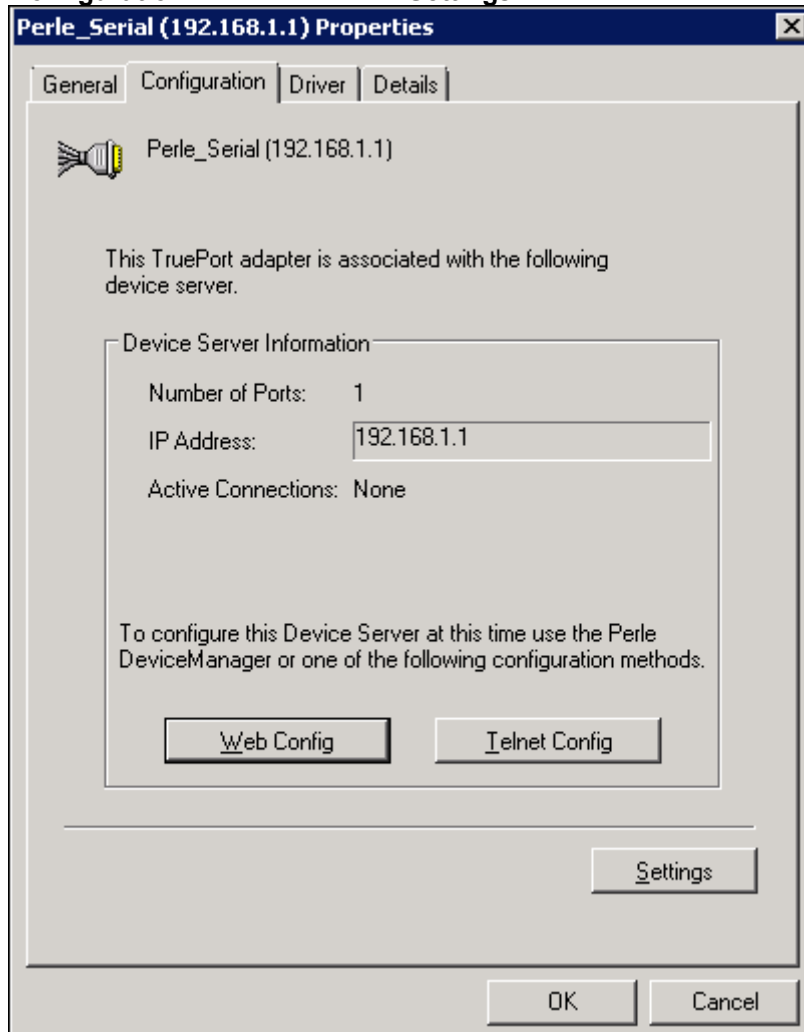 Perle_Serial (192.168.1.1) Properties
General Configuration Driver Details
Perle_Serial (192.168.1.1)
This TruePort adapter is associated with the following
device server.
Device Server Information
Number of Ports: 1
IP Address: 192.168.1.1
Active Connections: None
To configure this Device Server at this time use the Perle
DeviceManager or one of the following configuration methods.
Web Config Telnet Config
Settings
OK Cancel